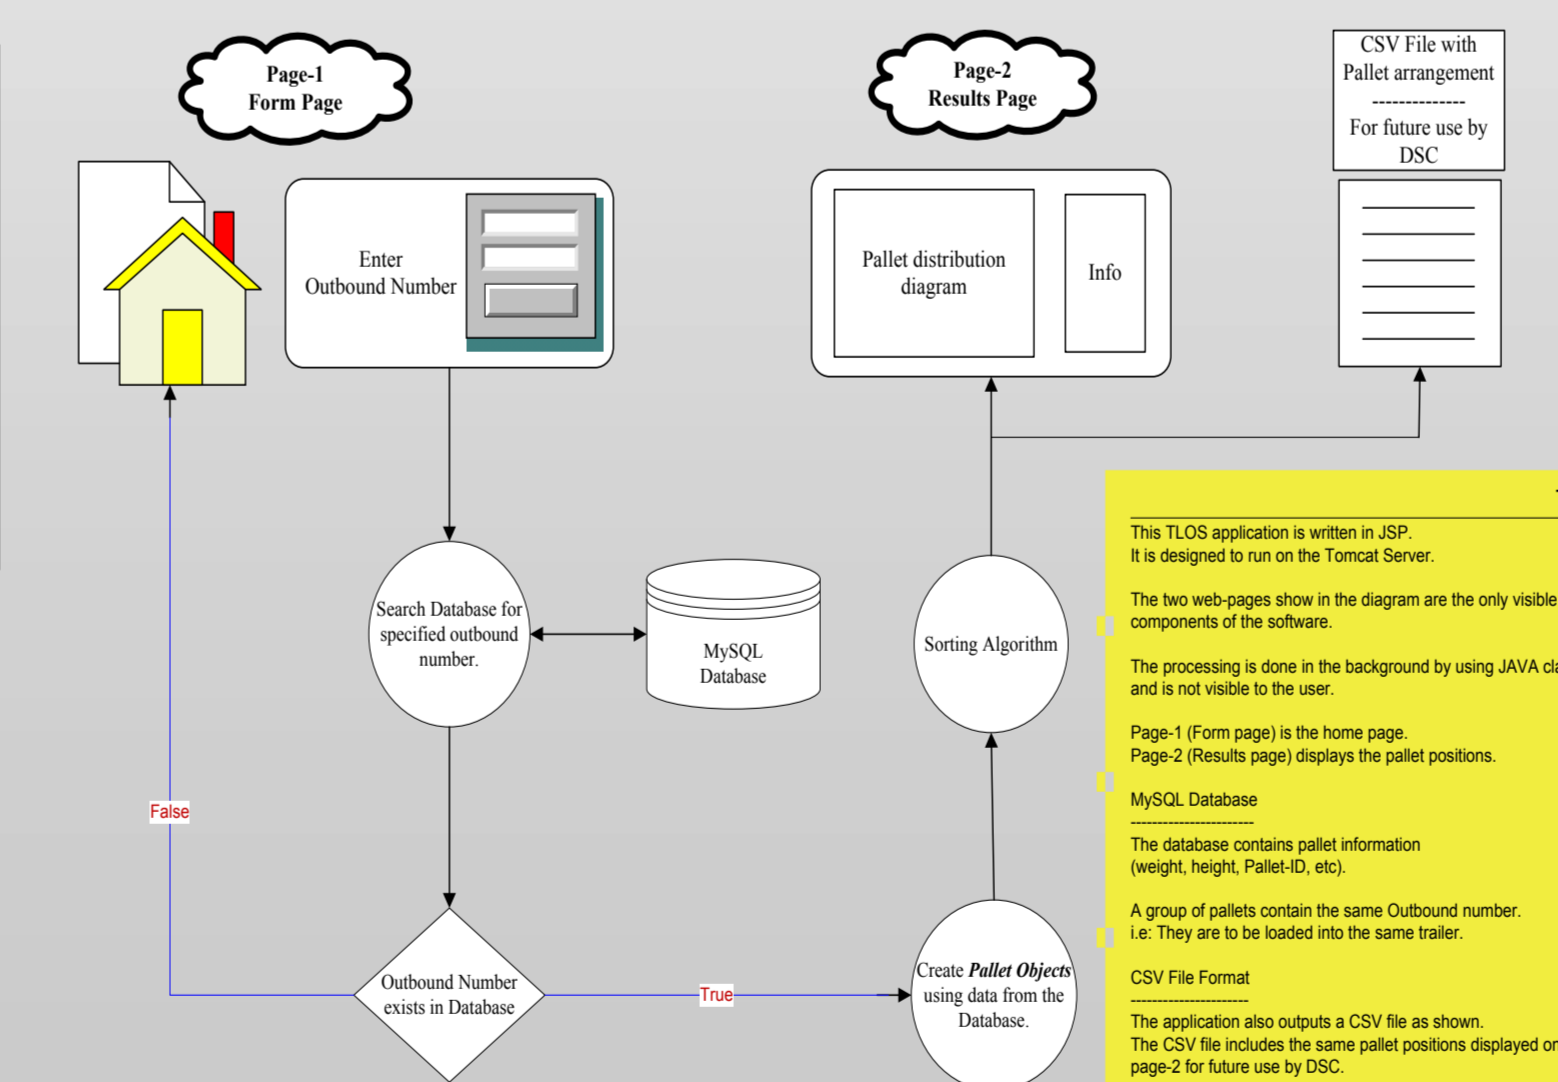 Page-1
Form Page
Page-2
Results Page
CSV File with
Pallet arrangement
--------------
For future use by
DSC
Enter
Outbound Number
Pallet distribution
diagram
Info
Search Database for
specified outbound
number.
MySQL
Database
Sorting Algorithm
False
Outbound Number
exists in Database
True
Create Pallet Objects
using data from the
Database.
This TLOS application is written in JSP.
It is designed to run on the Tomcat Server.
The two web-pages show in the diagram are the only visible
components of the software.
The processing is done in the background by using JAVA
and is not visible to the user.
Page-1 (Form page) is the home page.
Page-2 (Results page) displays the pallet positions.
MySQL Database
-----------------------
The database contains pallet information
(weight, height, Pallet-ID, etc).
A group of pallets contain the same Outbound number.
i.e: They are to be loaded into the same trailer.
CSV File Format
----------------------
The application also outputs a CSV file as shown.
The CSV file includes the same pallet positions displayed on
page-2 for future use by DSC.